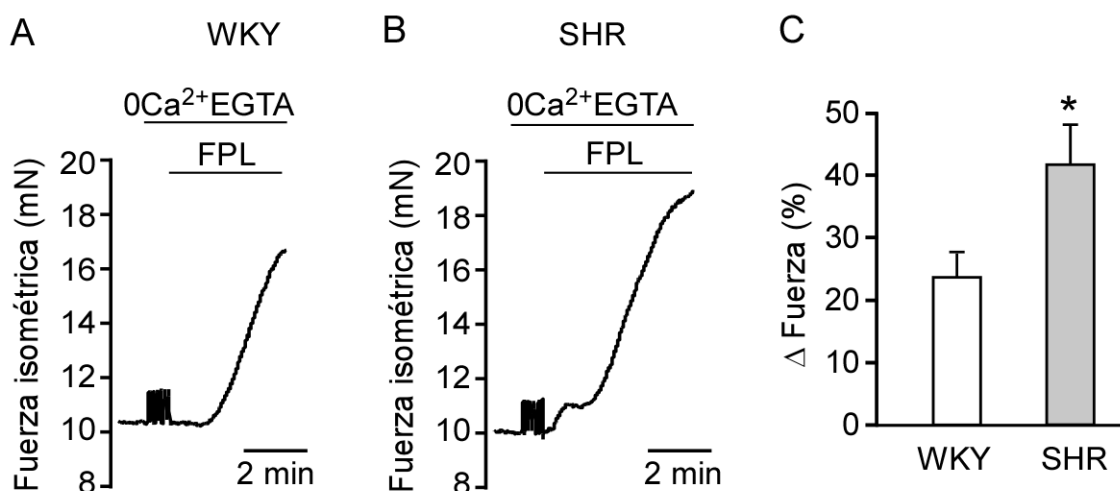 A
WKY
0Ca²⁺EGTA
FPL
Fuerza isométrica (mN)
20
18
16
14
12
10
8
2 min
B
SHR
0Ca²⁺EGTA
FPL
Fuerza isométrica (mN)
20
18
16
14
12
10
8
2 min
C
*
Δ Fuerza (%)
50
40
30
20
10
0
WKY
SHR